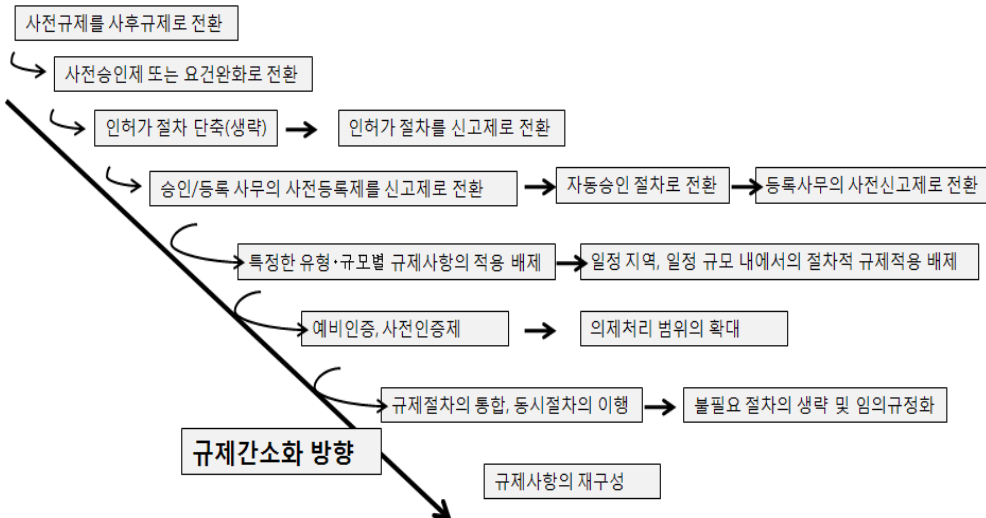 사전규제를 사후규제로 전환
사전승인제 또는 요건완화로 전환
인허가 절차 단축(생략)
인허가 절차를 신고제로 전환
승인/등록 사무의 사전등록제를 신고제로 전환
자동승인 절차로 전환
등록사무의 사전신고제로 전환
특정한 유형·규모별 규제사항의 적용 배제
일정 지역, 일정 규모 내에서의 절차적 규제적용 배제
예비인증, 사전인증제
의제처리 범위의 확대
규제절차의 통합, 동시절차의 이행
불필요 절차의 생략 및 임의규정화
규제간소화 방향
규제사항의 재구성